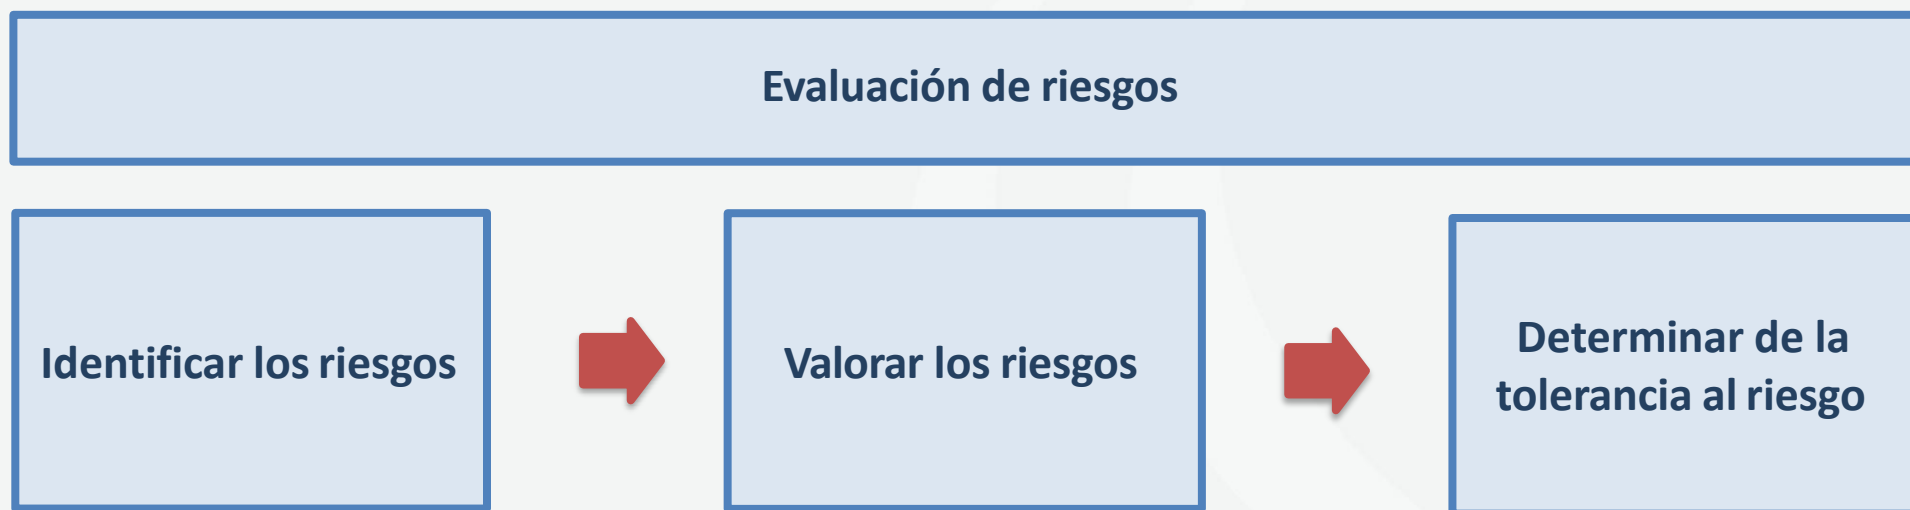 Evaluación de riesgos
Identificar los riesgos
Valorar los riesgos
Determinar de la
tolerancia al riesgo